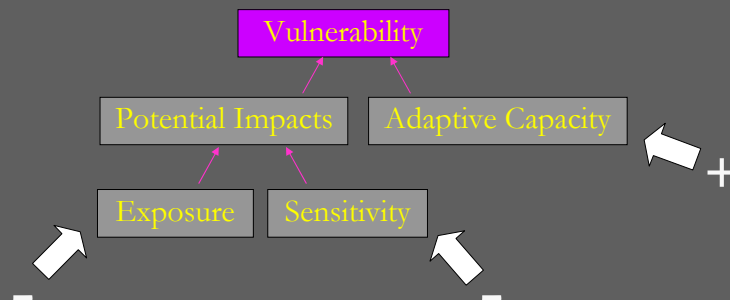 Vulnerability
Potential Impacts
Adaptive Capacity
+
Exposure
Sensitivity
-
-